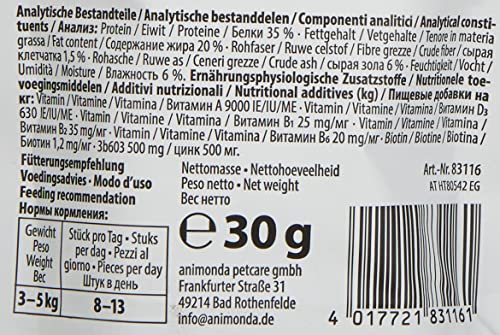 Analytische Bestandteile / Analytische bestanddelen / Componenti analitici / Analytical consti-
tuents / Анализ: Protein / Eiwit / Proteine / Белки 35 % · Fettgehalt / Vetgehalte / Tenore in materia
grassa / Fat content / Содержание жира 20 % · Rohfaser / Ruwe celstof / Fibre grezze / Crude fiber / сырая
клетчатка 1,5 % · Rohasche / Ruwe as / Ceneri grezze / Crude ash / сырая зола 6 % · Feuchtigkeit / Vocht /
Umidità / Moisture / Влажность 6 %. Ernährungsphysiologische Zusatzstoffe / Nutritionele toe-
voegingsmiddelen / Additivi nutrizionali / Nutritional additives (kg) / Пищевые добавки на
кг: Vitamin / Vitamine / Vitamina / Витамин A 9000 IE/IU/ME · Vitamin / Vitamine / Vitamina / Витамин D3
630 IE/IU/ME · Vitamin / Vitamine / Vitamina / Витамин B1 25 mg/мг · Vitamin / Vitamine / Vitamina /
Витамин B2 35 mg/мг · Vitamin / Vitamine / Vitamina / Витамин B6 20 mg/мг · Biotin / Biotine / Biotina /
Биотин 1,2 mg/мг · 3b603 500 mg / цинк 500 мг.
Fütterungsempfehlung
Voedingsadvies · Modo d’uso
Feeding recommendation
Нормы кормления:
Gewicht
Peso
Weight
Вес
Stück pro Tag · Stuks
per dag · Pezzi al
giorno · Pieces per day
Штук в день
3–5kg
8–13
Nettomasse · Nettohoeveelheid
Peso netto · Net weight
Вес нетто
℮ 30 g
animonda petcare gmbh
Frankfurter Straße 31
49214 Bad Rothenfelde
info@animonda.de
Art.-Nr. 83116
AT HT80542 EG
4 017721 831161